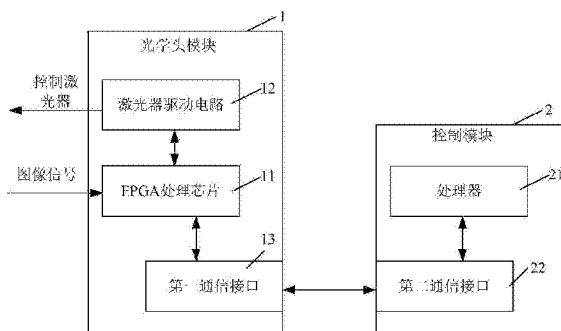 1
光学头模块
控制激
光器
激光器驱动电路
12
2
控制模块
图像信号
FPGA处理芯片
11
处理器
21
13
第一通信接口
第二通信接口
22